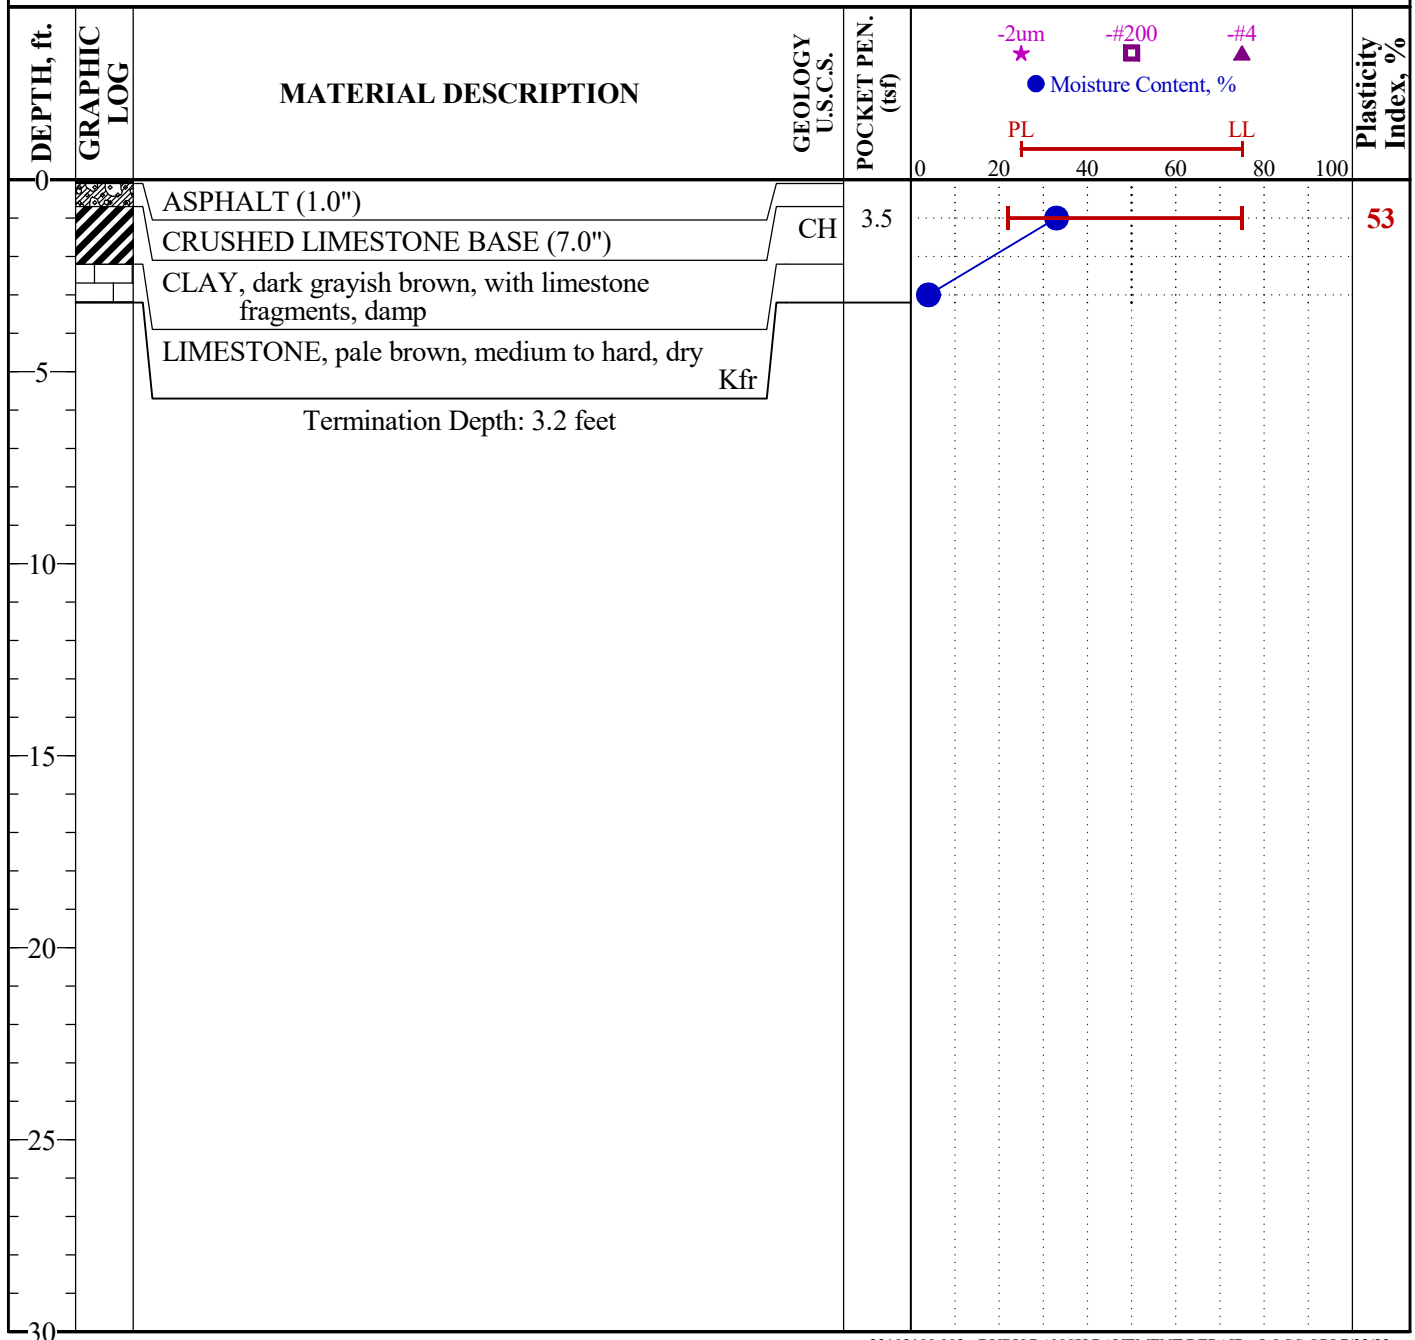 DEPTH, ft.
GRAPHIC
LOG
MATERIAL DESCRIPTION
GEOLOGY
U.S.C.S.
POCKET PEN.
(tsf)
-2um -#200 -#4
Moisture Content, %
PL LL
0 20 40 60 80 100
Plasticity
Index, %
0
ASPHALT (1.0")
CRUSHED LIMESTONE BASE (7.0")
CH
3.5
53
CLAY, dark grayish brown, with limestone
fragments, damp
LIMESTONE, pale brown, medium to hard, dry
Kfr
5
Termination Depth: 3.2 feet
10
15
20
25
30